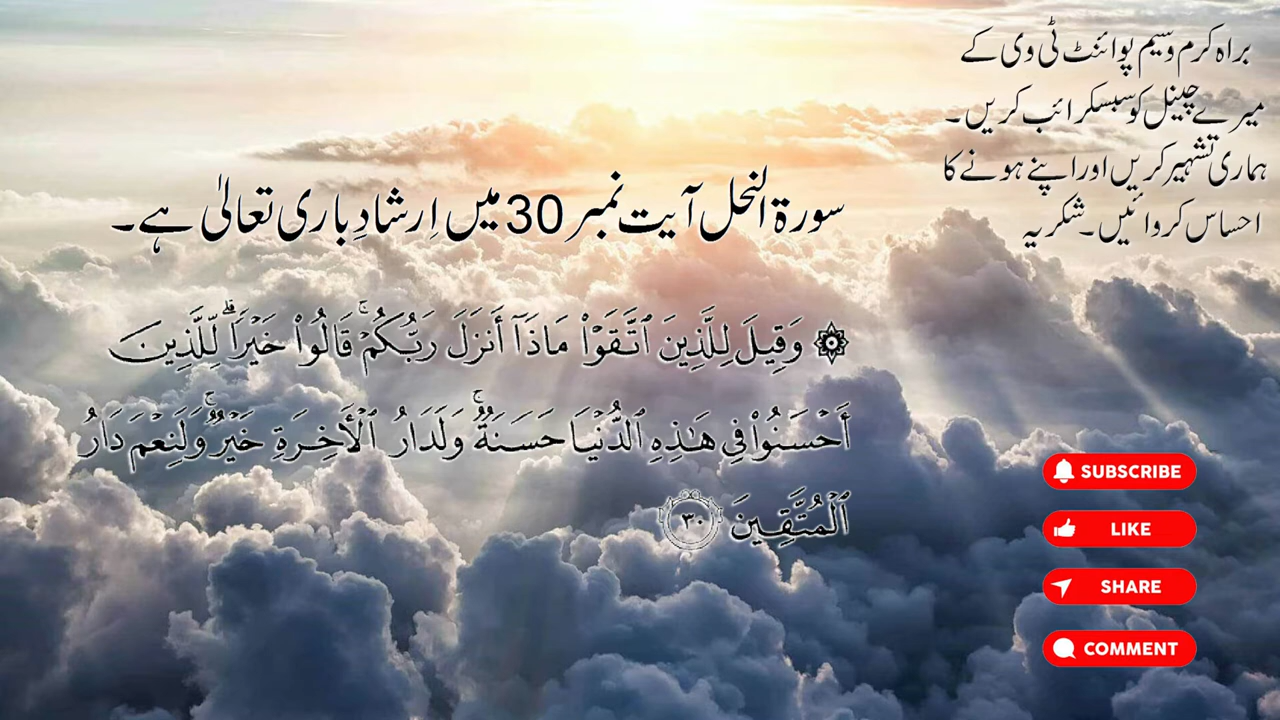 براہ کرم وسیم پوائنٹ ٹی وی کے
میرے چینل کو سبسکرائب کریں۔
ہماری تشہیر کریں اور اپنے ہونے کا
احساس کروائیں۔ شکریہ
سورۃ النحل آیت نمبر 30 میں اِرشادِ باری تعالیٰ ہے۔
۞ وَقِيلَ لِلَّذِينَ ٱتَّقَوۡاْ مَاذَآ أَنزَلَ رَبُّكُمۡۚ قَالُواْ خَيۡرٗاۗ لِّلَّذِينَ
أَحۡسَنُواْ فِي هَٰذِهِ ٱلدُّنۡيَا حَسَنَةٞۚ وَلَدَارُ ٱلۡأٓخِرَةِ خَيۡرٞۚ وَلَنِعۡمَ دَارُ
ٱلۡمُتَّقِينَ ٣٠
SUBSCRIBE
LIKE
SHARE
COMMENT